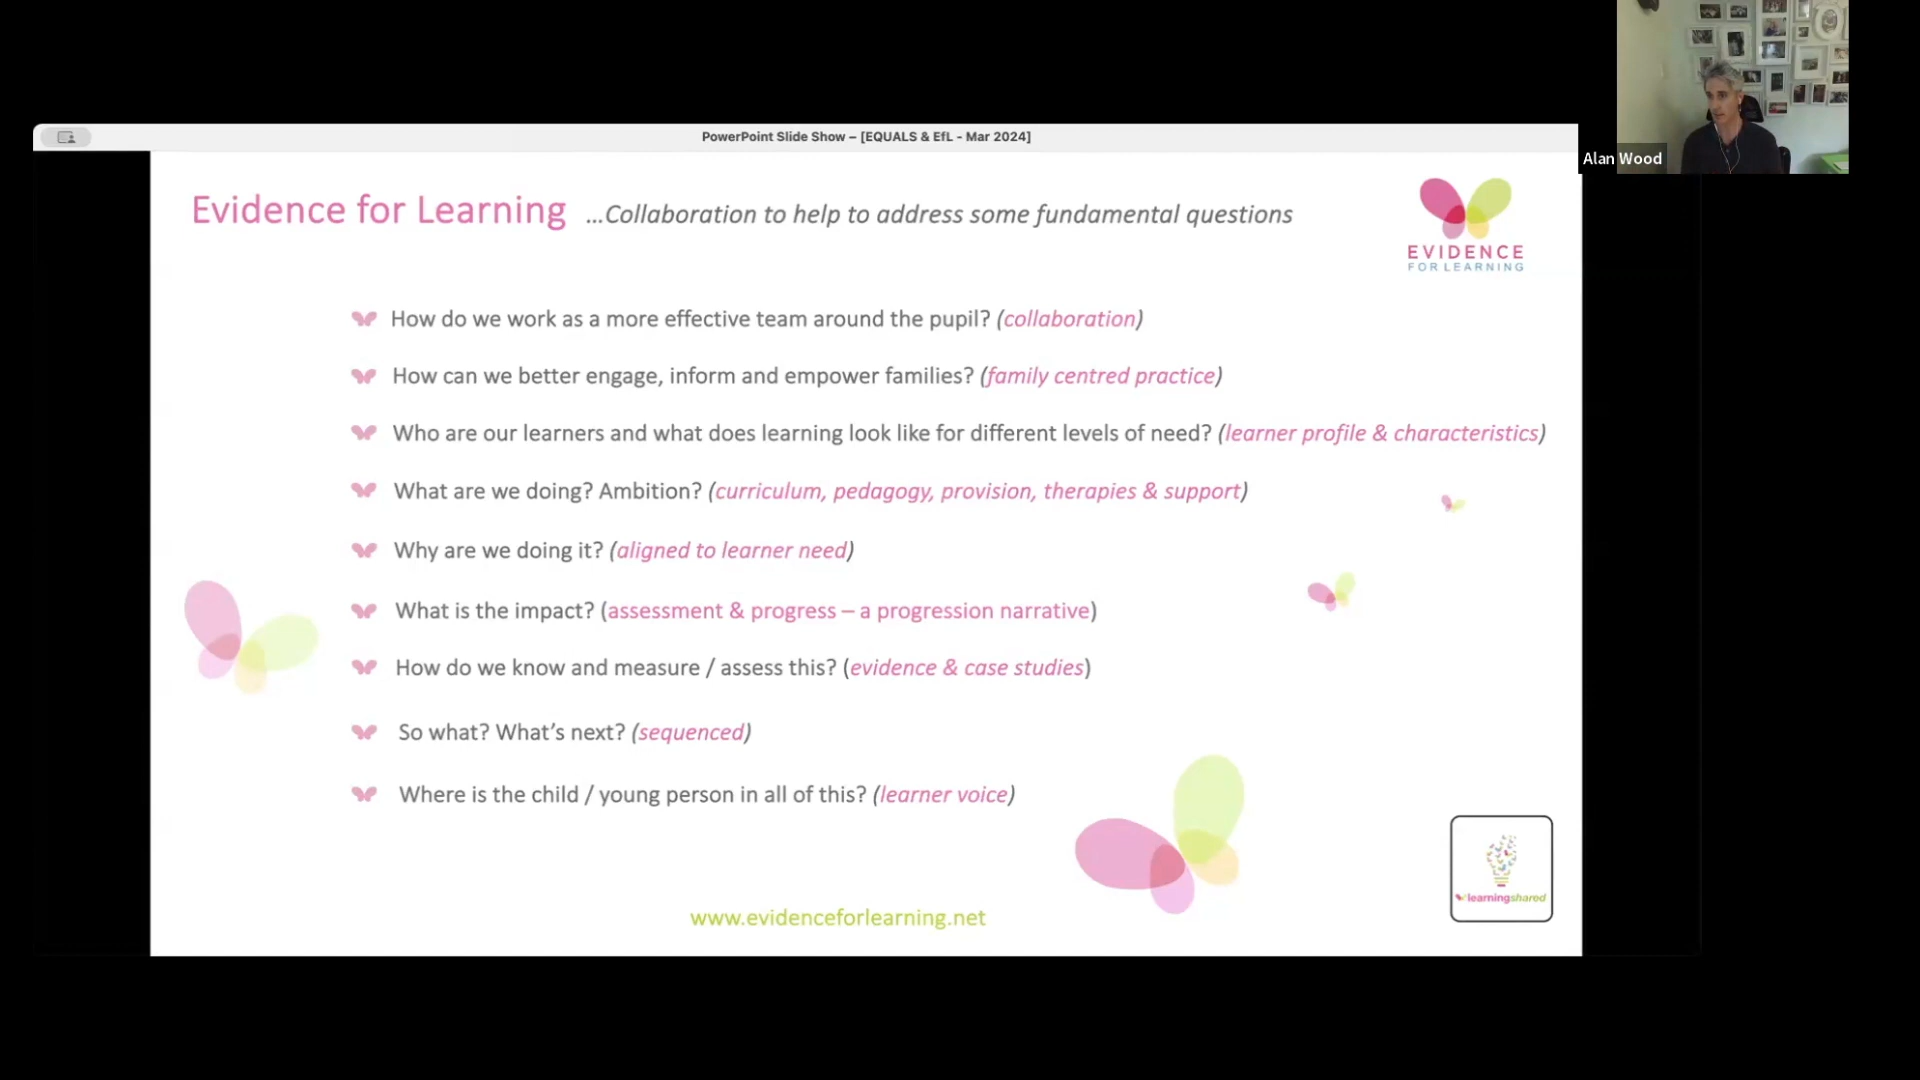 PowerPoint Slide Show – [EQUALS & EfL - Mar 2024]
Alan Wood
Evidence for Learning ...Collaboration to help to address some fundamental questions
EVIDENCE
FOR LEARNING
How do we work as a more effective team around the pupil? (collaboration)
How can we better engage, inform and empower families? (family centred practice)
Who are our learners and what does learning look like for different levels of need? (learner profile & characteristics)
What are we doing? Ambition? (curriculum, pedagogy, provision, therapies & support)
Why are we doing it? (aligned to learner need)
What is the impact? (assessment & progress – a progression narrative)
How do we know and measure / assess this? (evidence & case studies)
So what? What’s next? (sequenced)
Where is the child / young person in all of this? (learner voice)
learningshared
www.evidenceforlearning.net